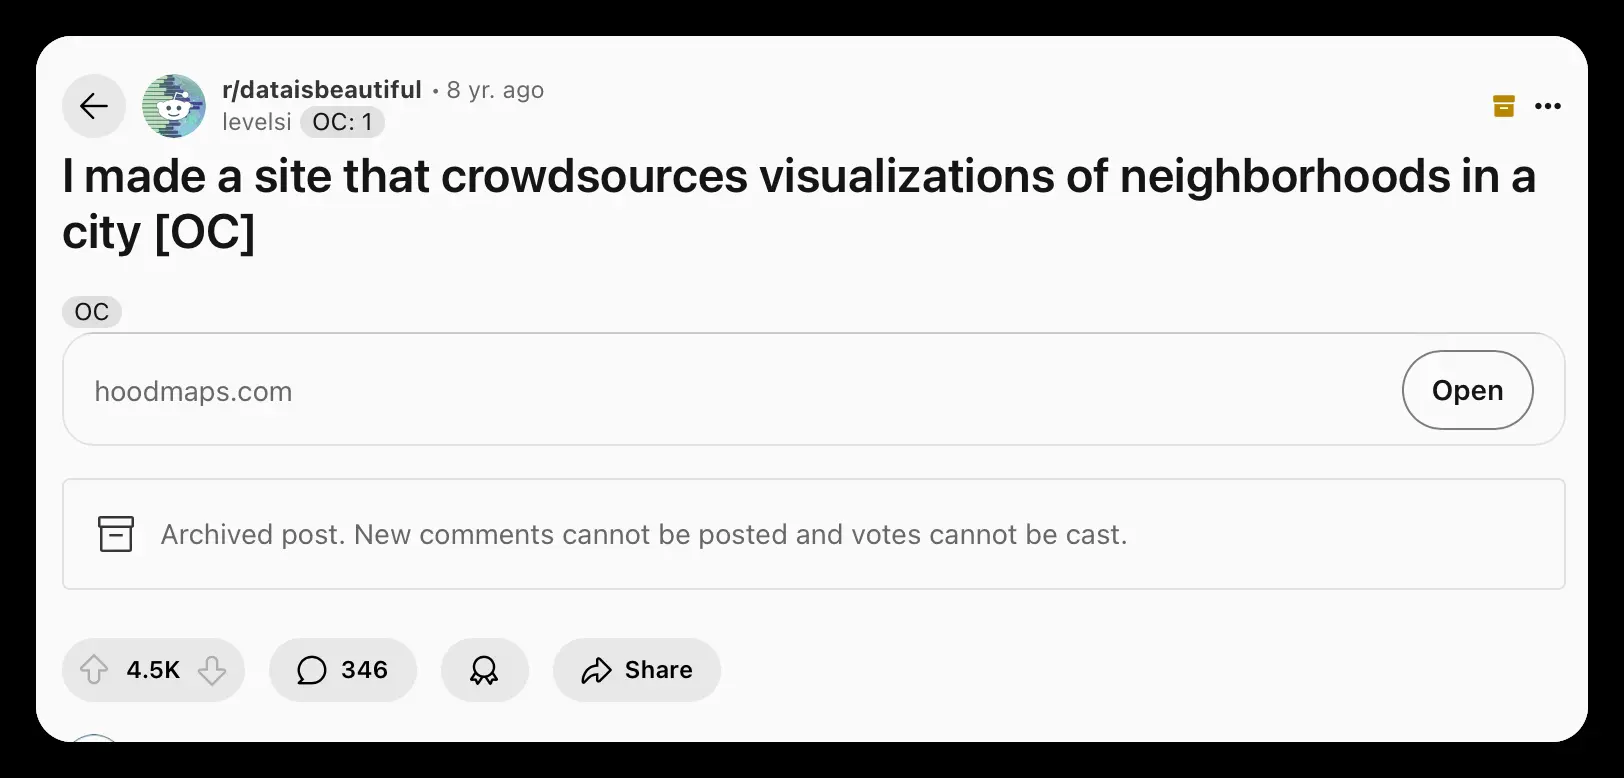 r/dataisbeautiful • 8 yr. ago
levelsi OC: 1
I made a site that crowdsources visualizations of neighborhoods in a
city [OC]
OC
hoodmaps.com
Open
Archived post. New comments cannot be posted and votes cannot be cast.
4.5K 346 Share